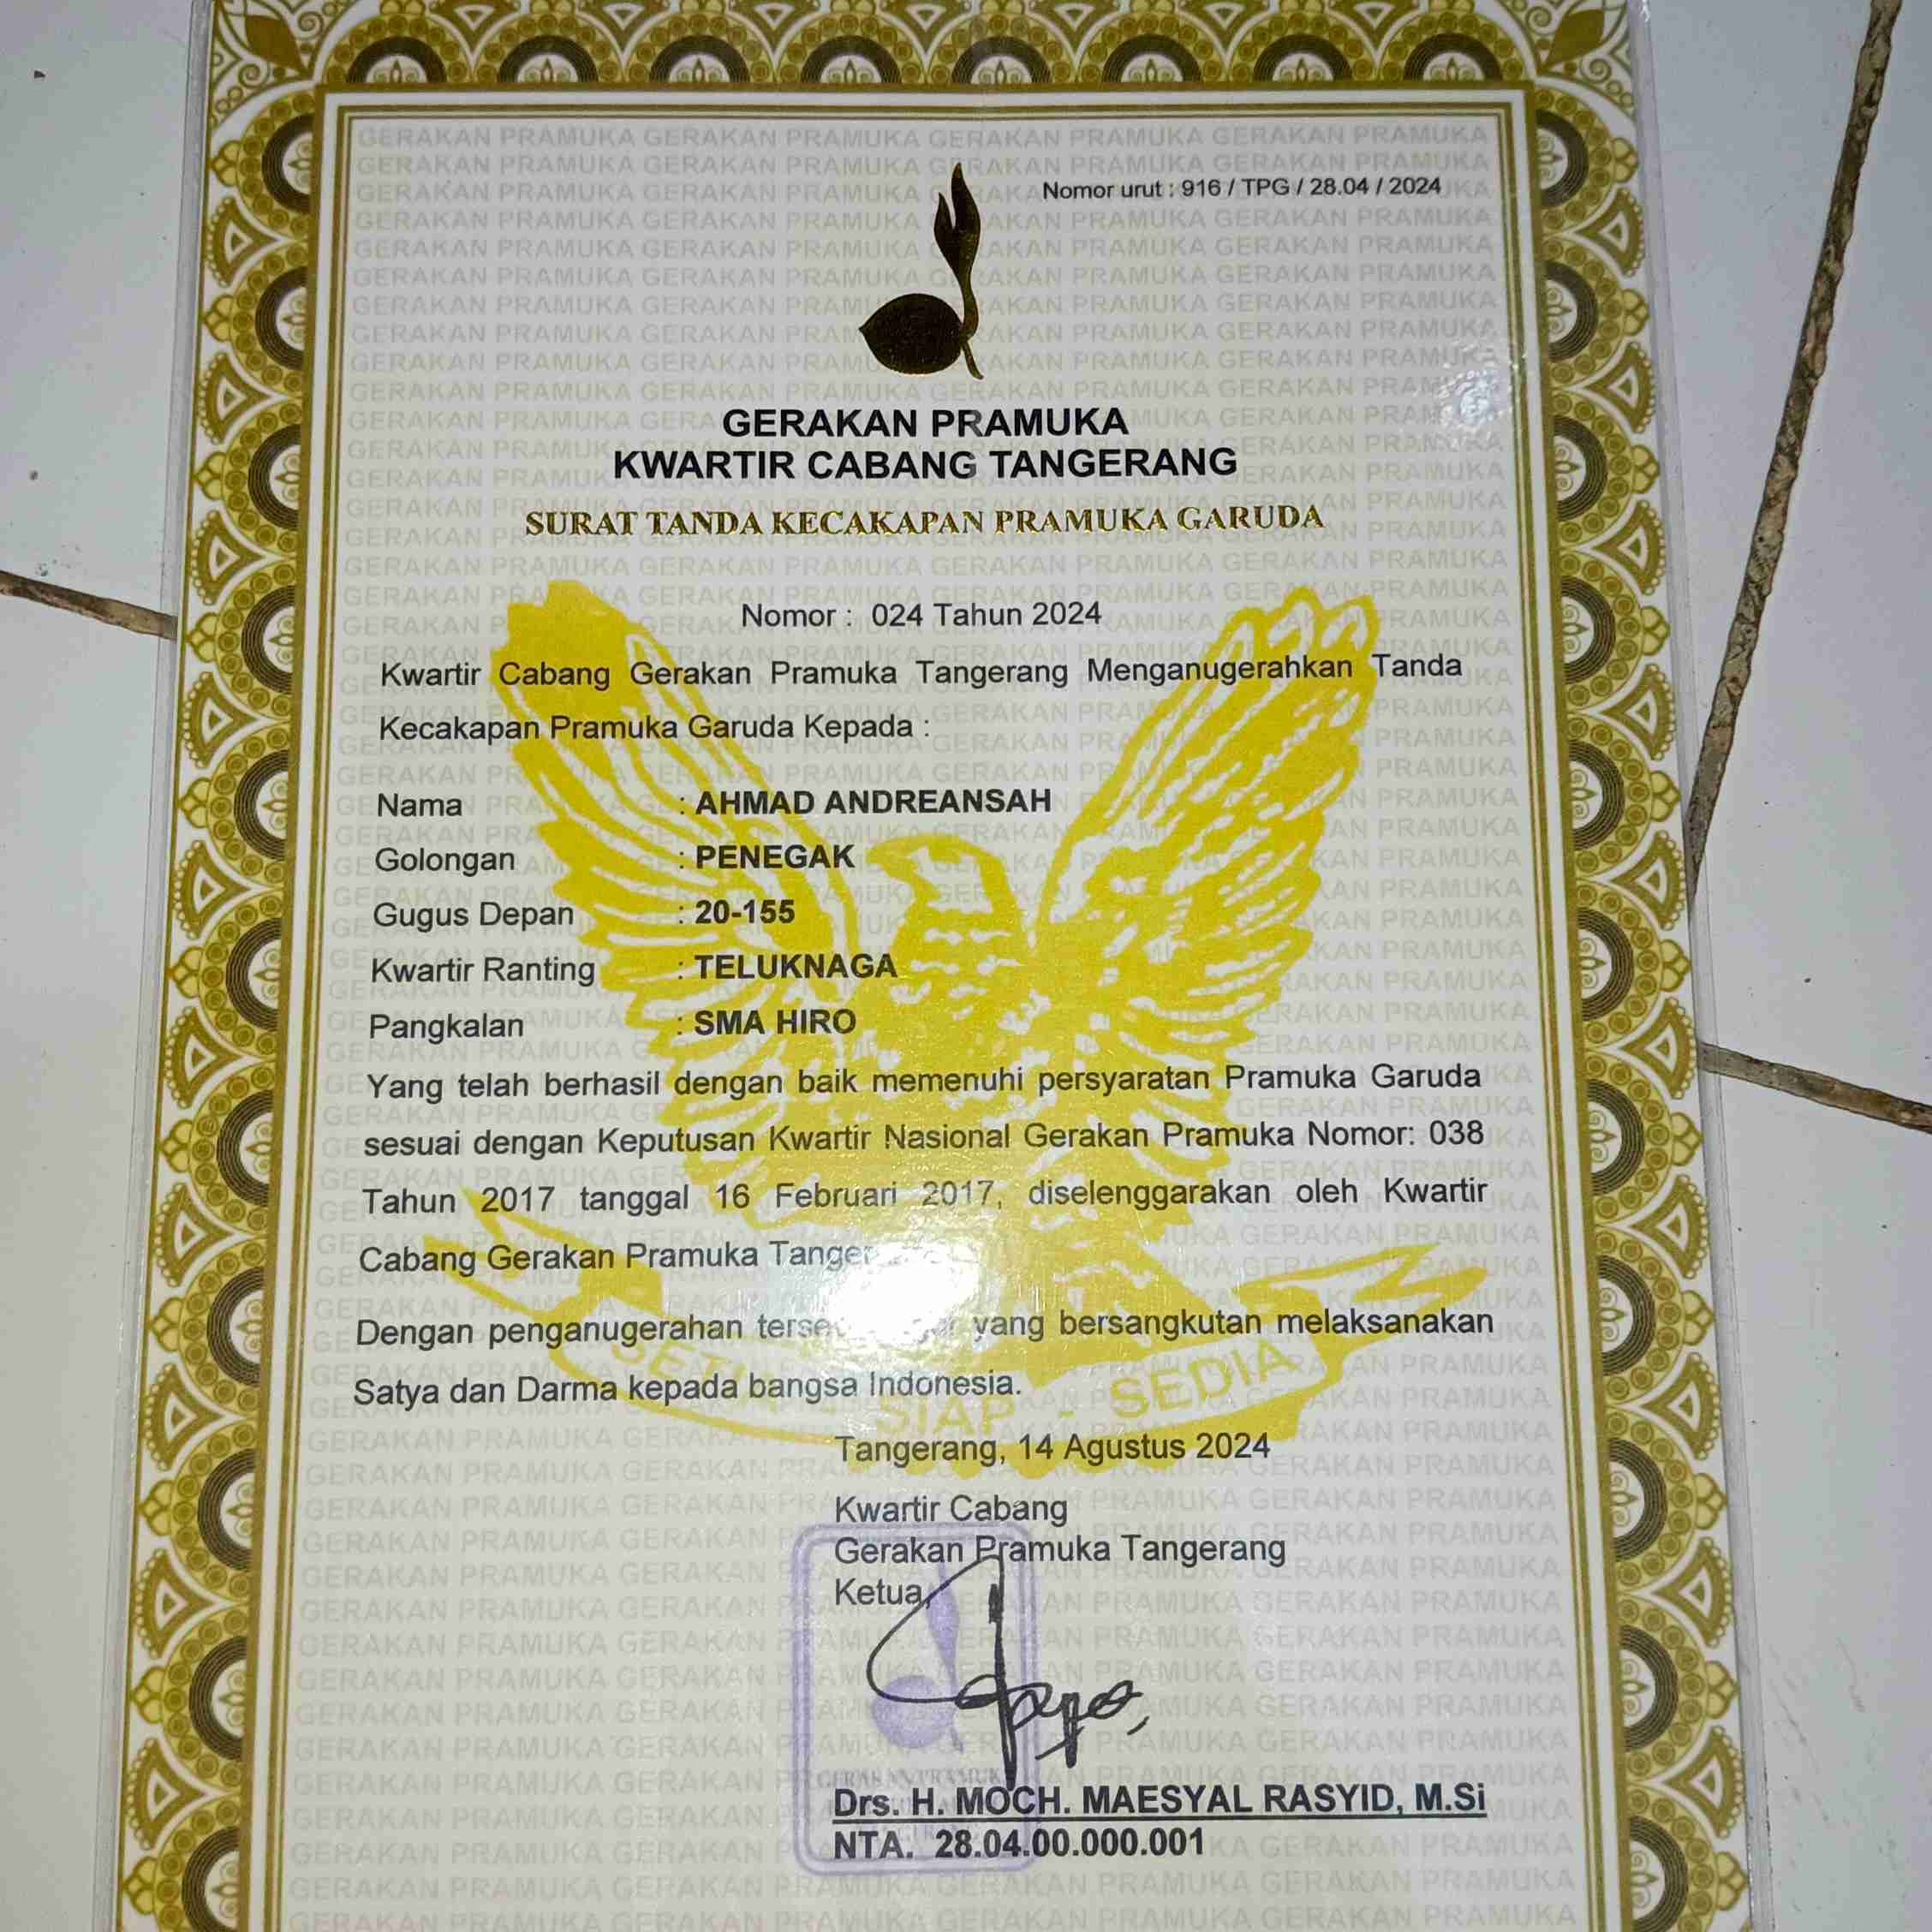 Nomor urut : 916 / TPG / 28.04 / 2024
GERAKAN PRAMUKA
KWARTIR CABANG TANGERANG
SURAT TANDA KECAKAPAN PRAMUKA GARUDA
Nomor : 024 Tahun 2024
Kwartir Cabang Gerakan Pramuka Tangerang Menganugerahkan Tanda
Kecakapan Pramuka Garuda Kepada :
Nama : AHMAD ANDREANSAH
Golongan : PENEGAK
Gugus Depan : 20-155
Kwartir Ranting : TELUKNAGA
Pangkalan : SMA HIRO
Yang telah berhasil dengan baik memenuhi persyaratan Pramuka Garuda
sesuai dengan Keputusan Kwartir Nasional Gerakan Pramuka Nomor: 038
Tahun 2017 tanggal 16 Februari 2017, diselenggarakan oleh Kwartir
Cabang Gerakan Pramuka
Dengan penganugerahan yang bersangkutan melaksanakan
Satya dan Darma kepada bangsa Indonesia.
SIAP - SEDIA
Tangerang, 14 Agustus 2024
Kwartir Cabang
Gerakan Pramuka Tangerang
Ketua,
GERAKAN PRAMUKA
Drs. H. MOCH. MAESYAL RASYID, M.Si
NTA. 28.04.00.000.001